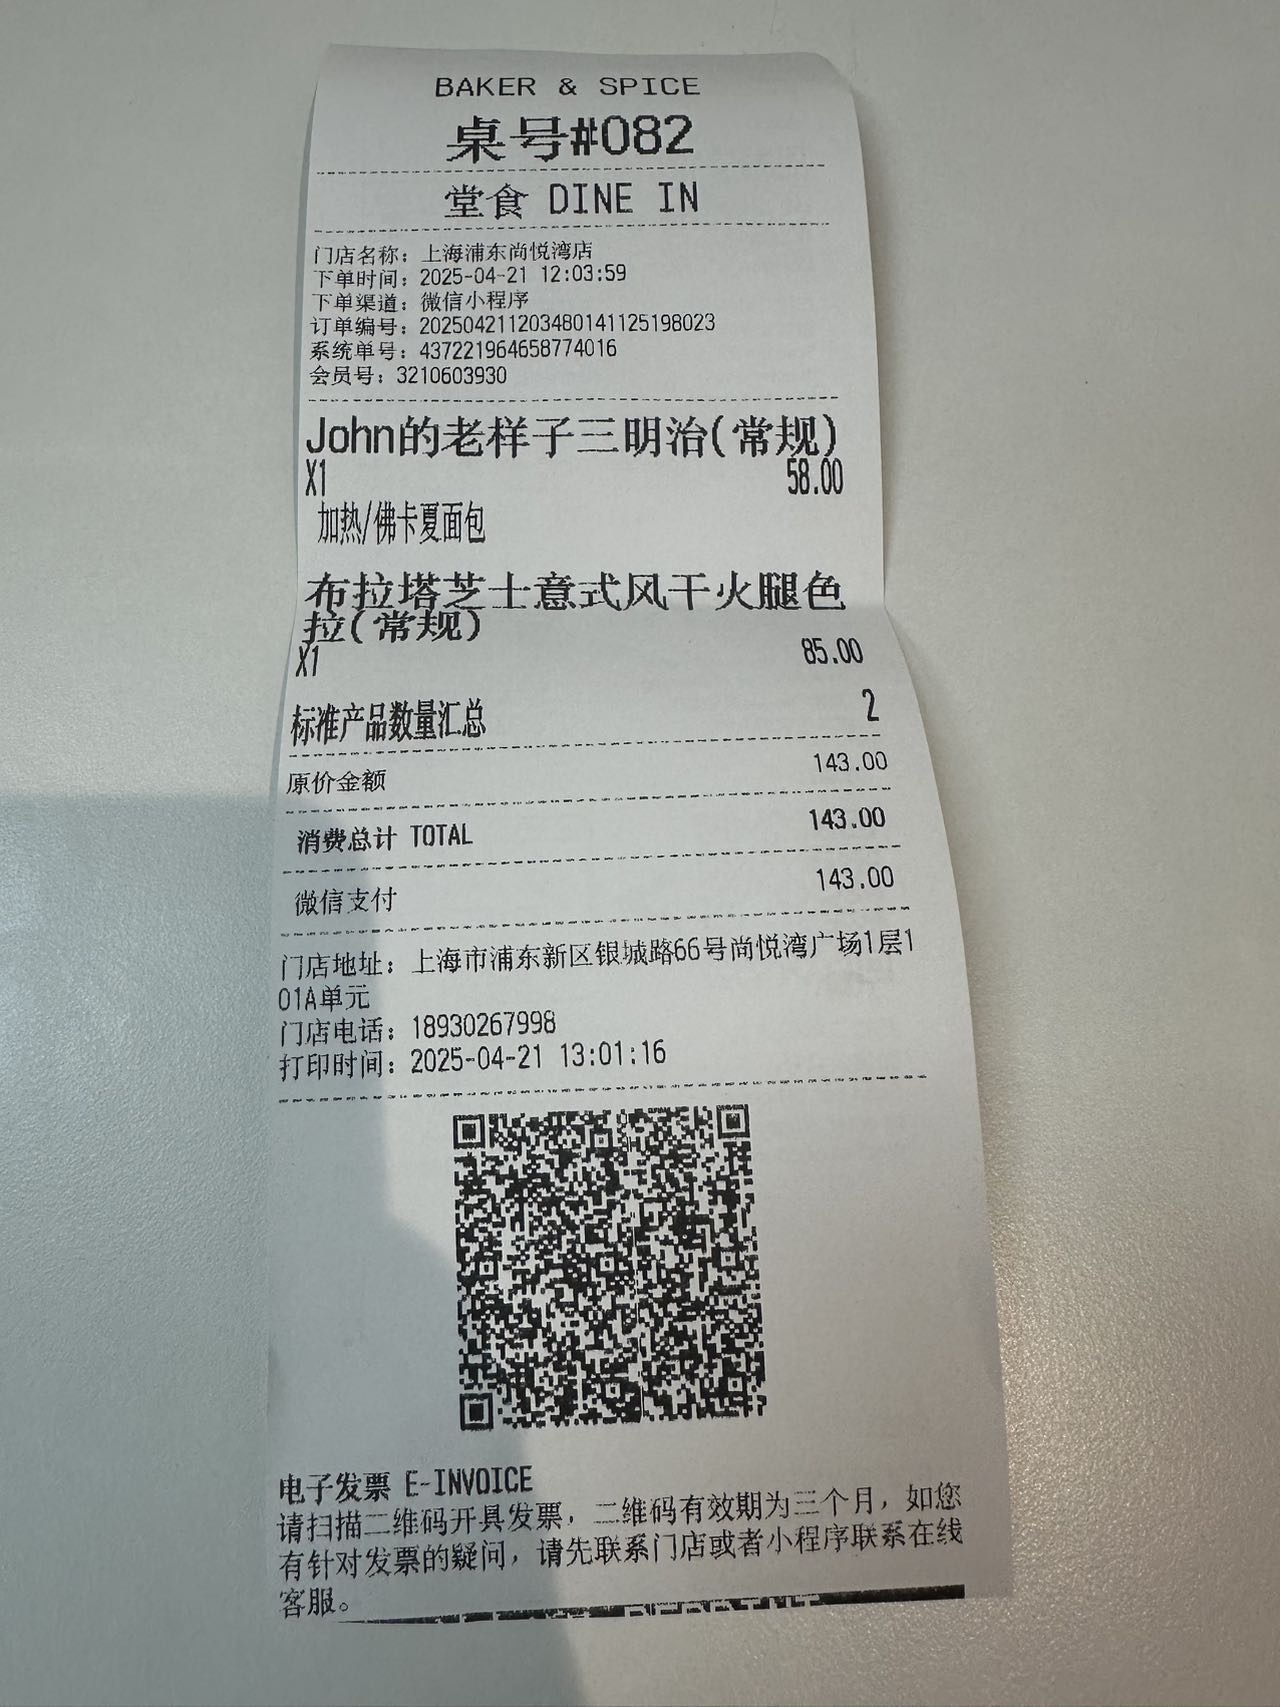 BAKER & SPICE
桌号#082
堂食 DINE IN
门店名称：上海浦东尚悦湾店
下单时间：2025-04-21 12:03:59
下单渠道：微信小程序
订单编号：202504211203480141125198023
系统单号：437221964658774016
会员号：3210603930
John的老样子三明治(常规)
X1 58.00
加热/佛卡夏面包
布拉塔芝士意式风干火腿色
拉(常规)
X1 85.00
标准产品数量汇总 2
原价金额 143.00
消费总计 TOTAL 143.00
微信支付 143.00
门店地址：上海市浦东新区银城路66号尚悦湾广场1层1
01A单元
门店电话：18930267998
打印时间：2025-04-21 13:01:16
电子发票 E-INVOICE
请扫描二维码开具发票，二维码有效期为三个月，如您
有针对发票的疑问，请先联系门店或者小程序联系在线
客服。